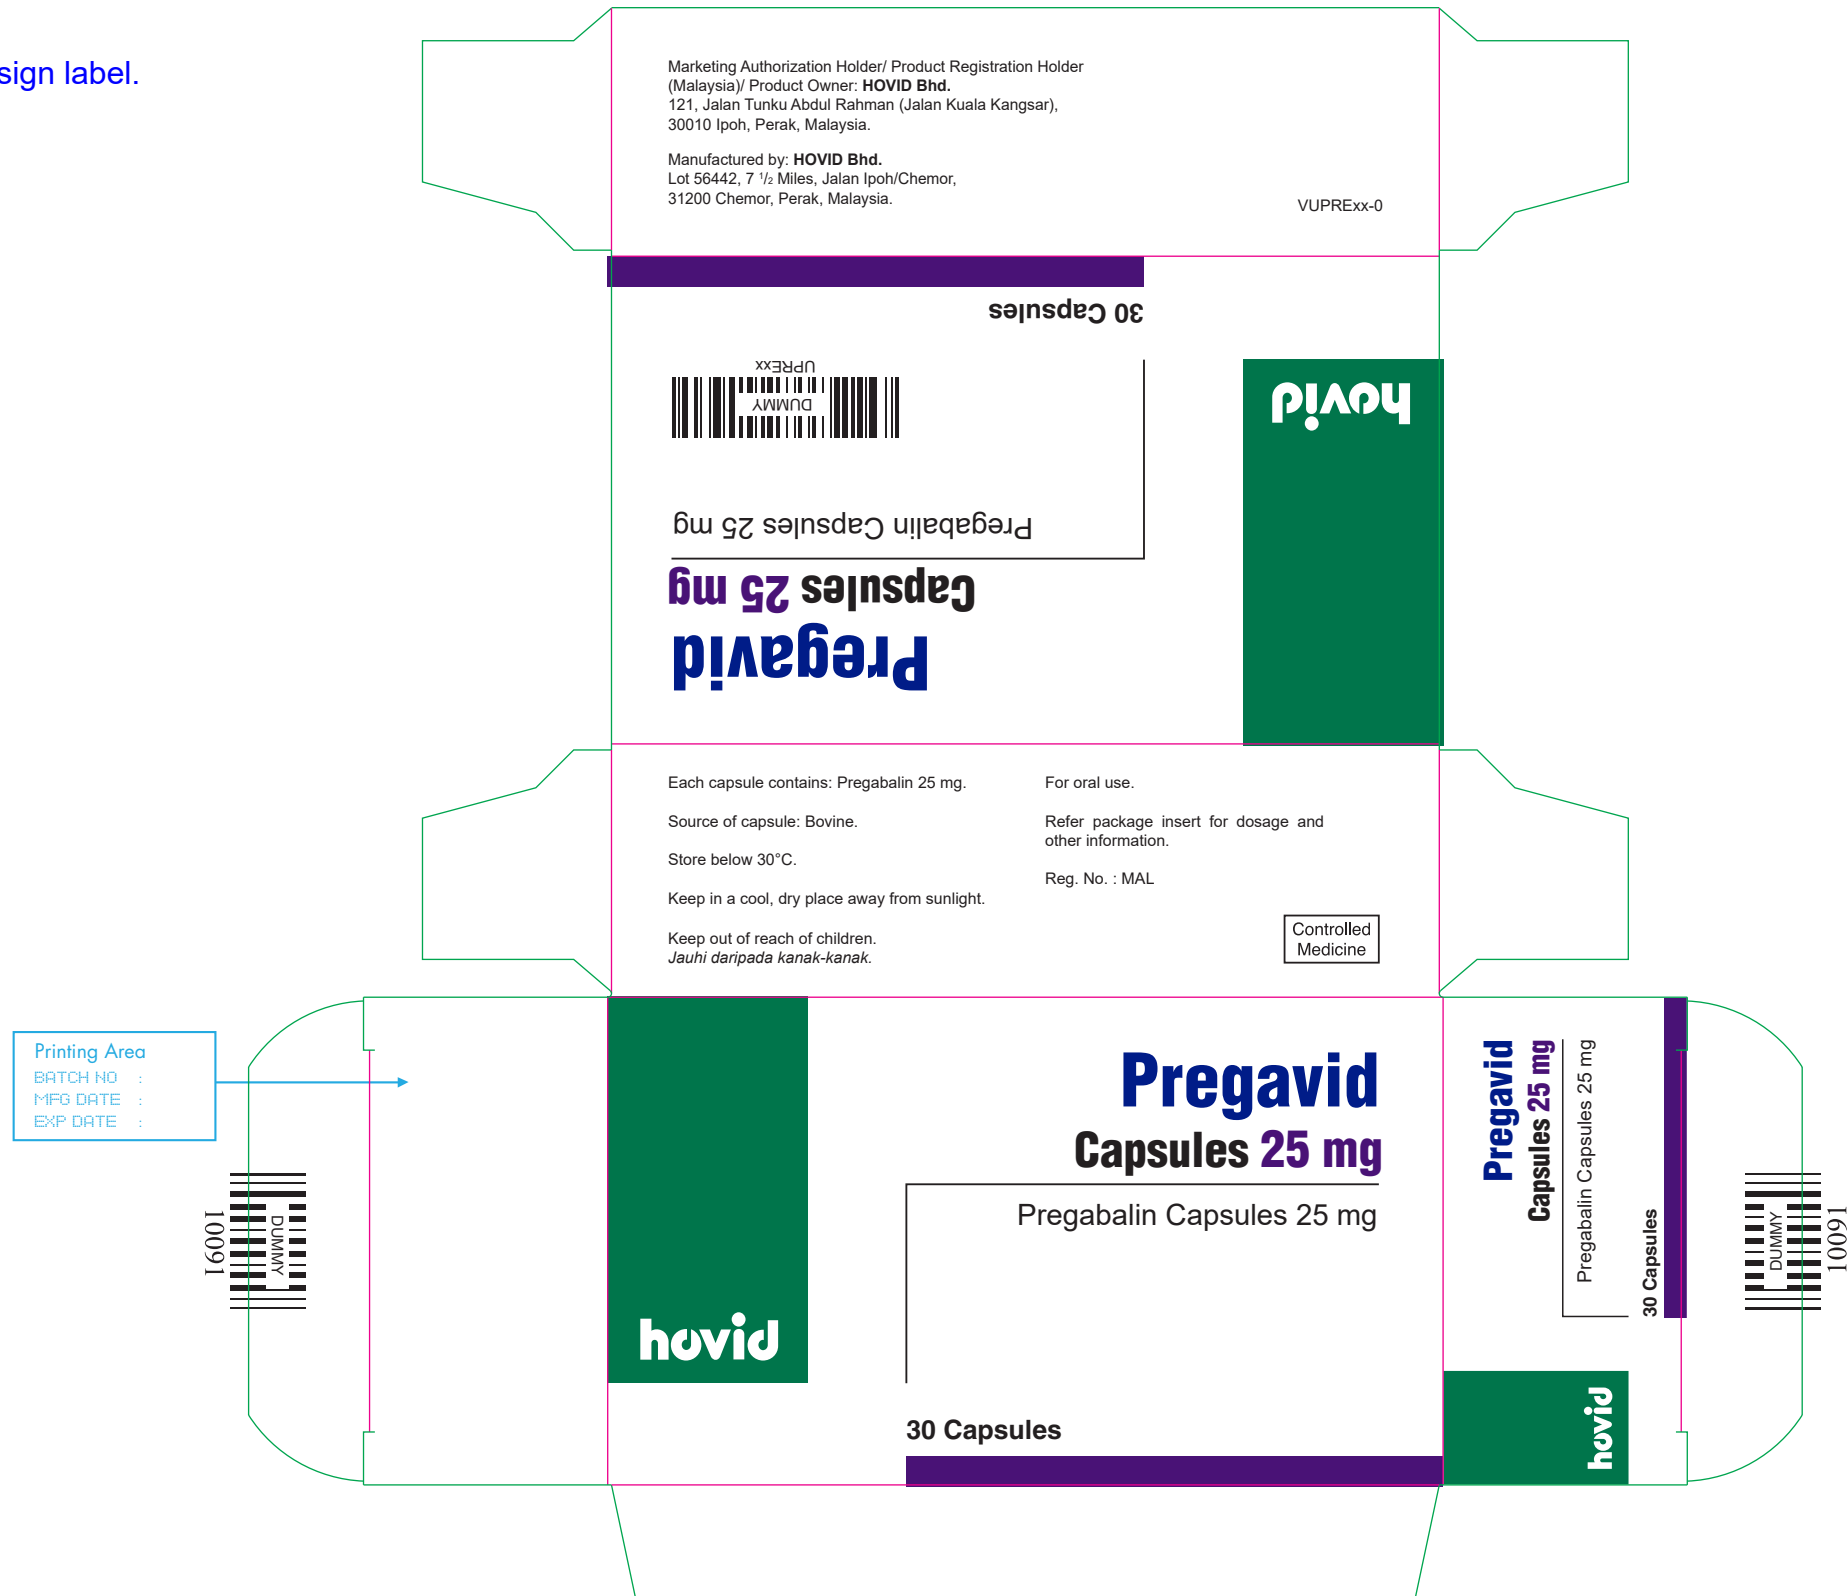 sign label.
Marketing Authorization Holder/ Product Registration Holder
(Malaysia)/ Product Owner: HOVID Bhd.
121, Jalan Tunku Abdul Rahman (Jalan Kuala Kangsar),
30010 Ipoh, Perak, Malaysia.
Manufactured by: HOVID Bhd.
Lot 56442, 7 1/2 Miles, Jalan Ipoh/Chemor,
31200 Chemor, Perak, Malaysia.
VUPRExx-0
Pregavid
Capsules 25 mg
Pregabalin Capsules 25 mg
DUMMY
UPRExx
30 Capsules
hovid
Each capsule contains: Pregabalin 25 mg.
Source of capsule: Bovine.
Store below 30°C.
Keep in a cool, dry place away from sunlight.
Keep out of reach of children.
Jauhi daripada kanak-kanak.
For oral use.
Refer package insert for dosage and
other information.
Reg. No. : MAL
Controlled
Medicine
Printing Area
BATCH NO :
MFG DATE :
EXP DATE :
DUMMY
10091
hovid
Pregavid
Capsules 25 mg
Pregabalin Capsules 25 mg
30 Capsules
Pregavid
Capsules 25 mg
Pregabalin Capsules 25 mg
30 Capsules
hovid
DUMMY
10091